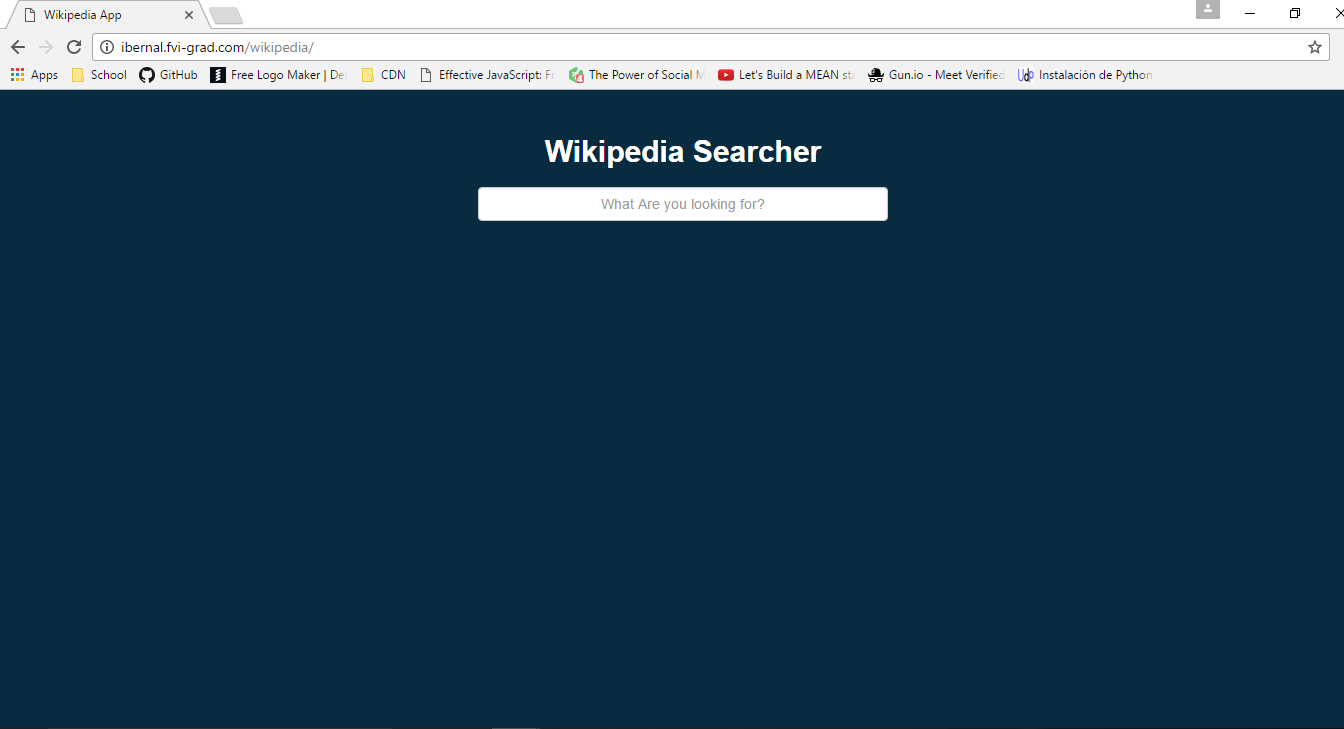 Wikipedia App
ibernal.fvi-grad.com/wikipedia/
Apps School GitHub Free Logo Maker | De CDN Effective JavaScript: Fr The Power of Social M Let's Build a MEAN sta Gun.io - Meet Verified Instalación de Python
Wikipedia Searcher
What Are you looking for?